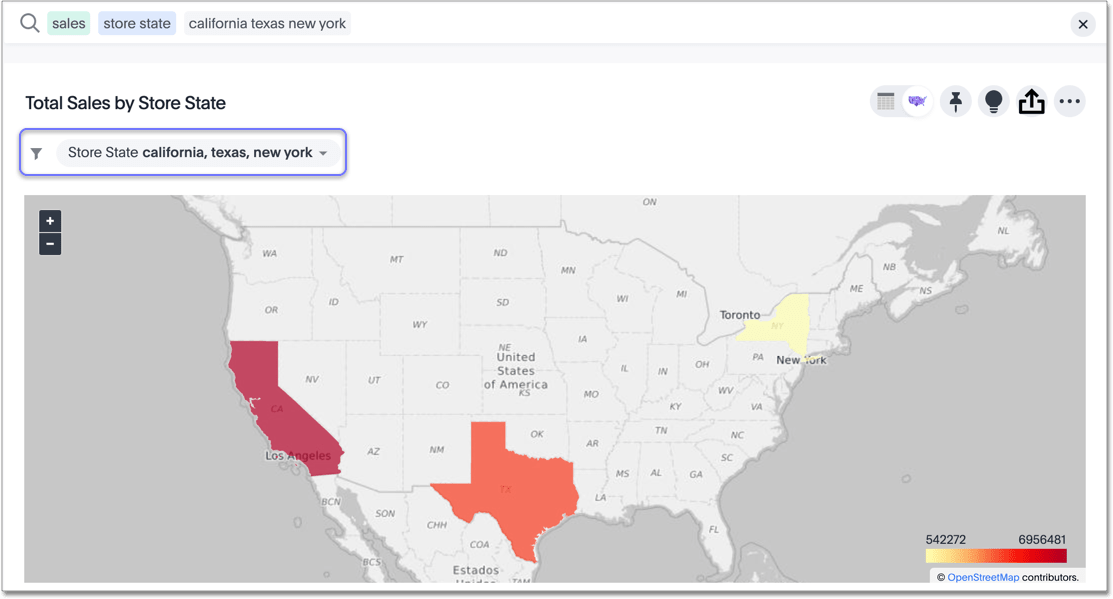 sales store state california texas new york
Total Sales by Store State
Store State california, texas, new york
+
−
ON
NL
WA
MT
ND
MN
NB
OR
ID
SD
WI
MI
ME
NS
Toronto
WY
NY
IA
NE
PA
New York
United
States
of America
NV
UT
CO
KS
IL
IN
OH
MO
WV
KY
VA
CA
TN
NC
OK
AR
AZ
NM
SC
Los Angeles
MS
AL
GA
TX
LA
BCN
SON
CHH
FL
COA
542272 6956481
BCS
Estados
Unidos
TAM
© OpenStreetMap contributors.